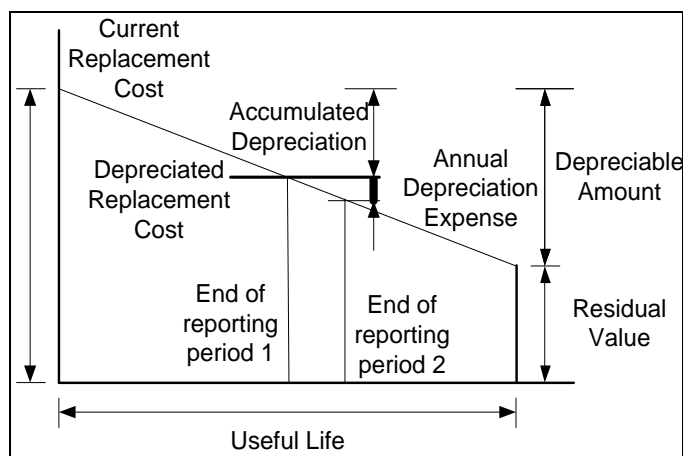 Current
Replacement
Cost
Accumulated
Depreciation
Depreciated
Replacement
Cost
Annual
Depreciation
Expense
Depreciable
Amount
End of
reporting
period 1
End of
reporting
period 2
Residual
Value
Useful Life